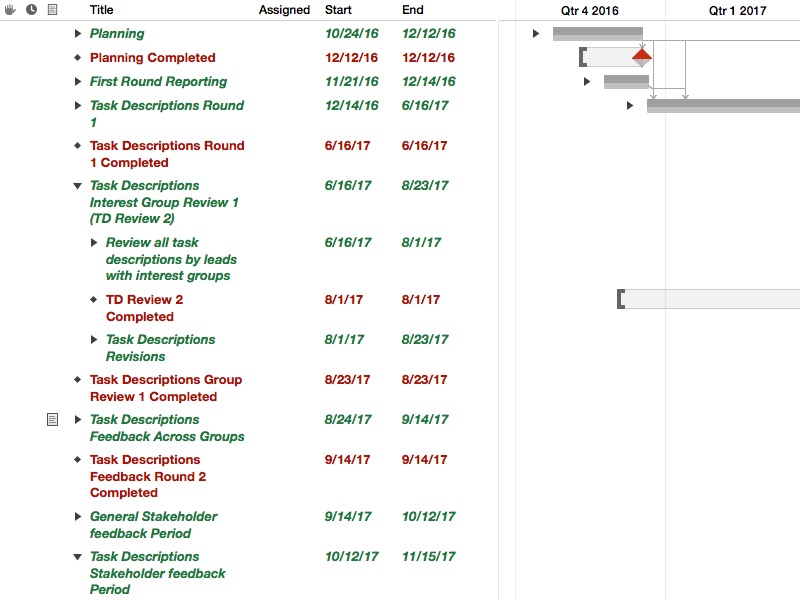 Title Assigned Start End Qtr 4 2016 Qtr 1 2017
Planning 10/24/16 12/12/16
Planning Completed 12/12/16 12/12/16
First Round Reporting 11/21/16 12/14/16
Task Descriptions Round 12/14/16 6/16/17
1
Task Descriptions Round 6/16/17 6/16/17
1 Completed
Task Descriptions 6/16/17 8/23/17
Interest Group Review 1
(TD Review 2)
Review all task 6/16/17 8/1/17
descriptions by leads
with interest groups
TD Review 2 8/1/17 8/1/17
Completed
Task Descriptions 8/1/17 8/23/17
Revisions
Task Descriptions Group 8/23/17 8/23/17
Review 1 Completed
Task Descriptions 8/24/17 9/14/17
Feedback Across Groups
Task Descriptions 9/14/17 9/14/17
Feedback Round 2
Completed
General Stakeholder 9/14/17 10/12/17
feedback Period
Task Descriptions 10/12/17 11/15/17
Stakeholder feedback
Period